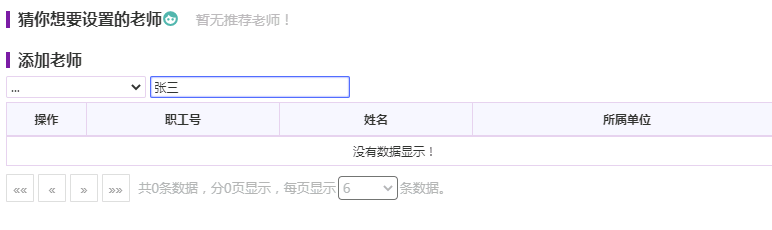 猜你想要设置的老师 暂无推荐老师！
添加老师
... 张三
操作 职工号 姓名 所属单位
没有数据显示！
«« « » »» 共0条数据，分0页显示，每页显示 6 条数据。